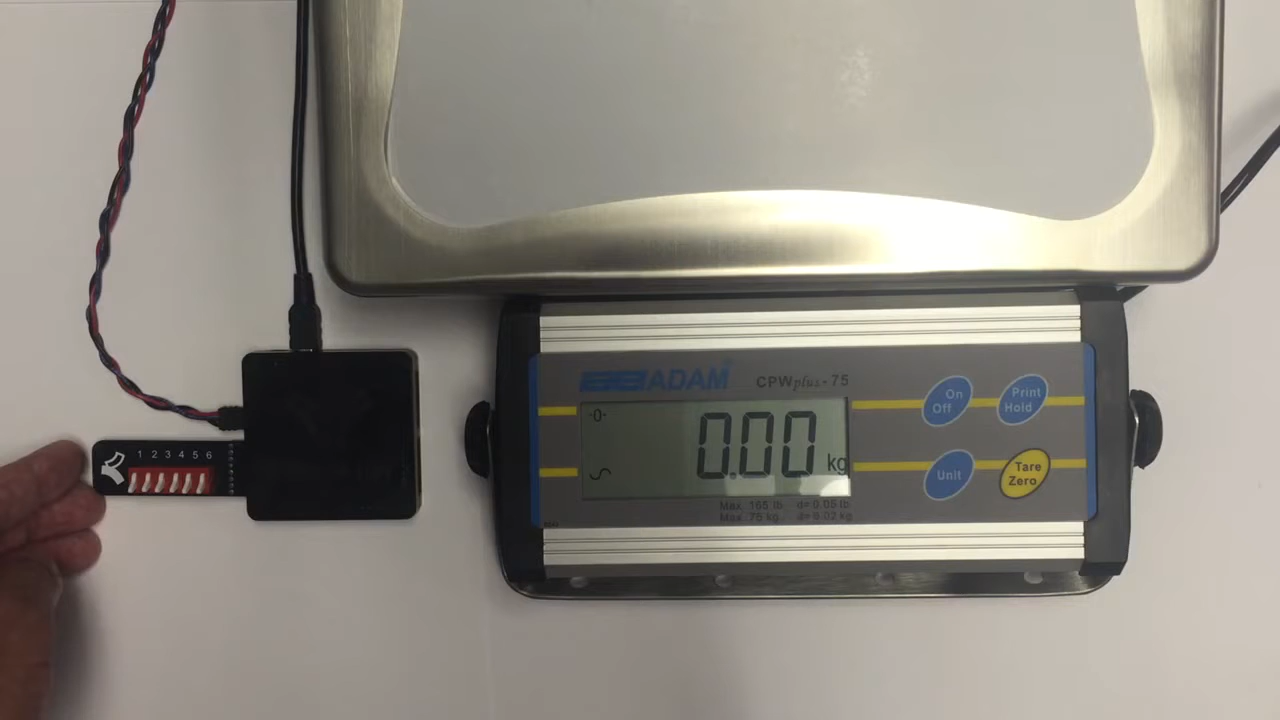 ADAM
CPWplus-75
On
Off
Print
Hold
-0-
0.00 kg
Unit
Tare
Zero
Max. 165 lb d= 0.05 lb
Max. 75 kg d= 0.02 kg
1 2 3 4 5 6